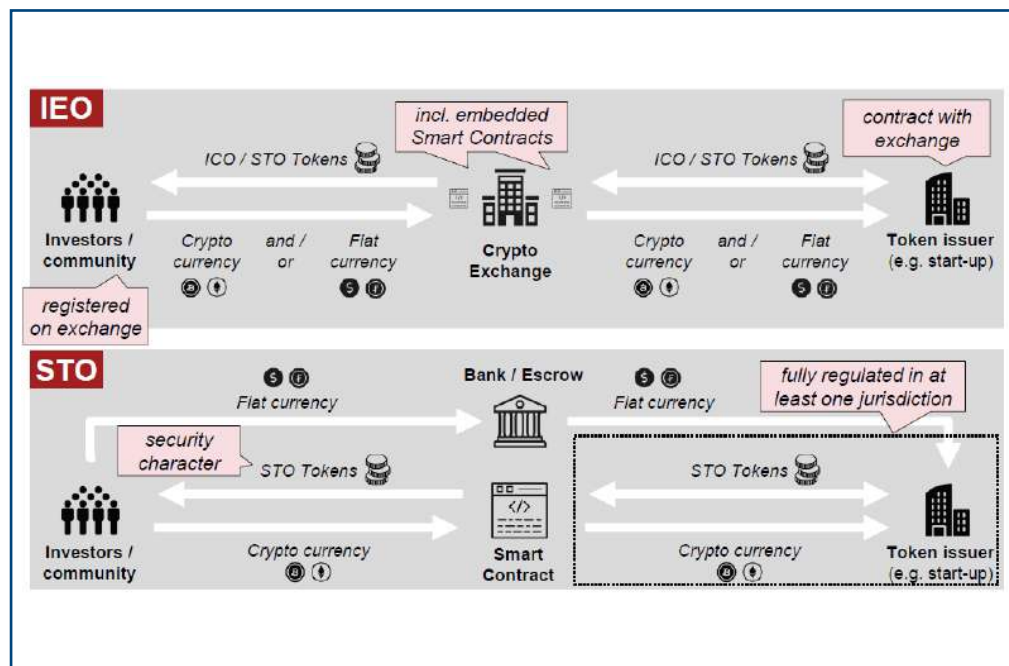 IEO
incl. embedded
Smart Contracts
contract with
exchange
ICO / STO Tokens
ICO / STO Tokens
Investors /
community
Crypto and / Fiat
currency or currency
Crypto
Exchange
Crypto and / Fiat
currency or currency
Token issuer
(e.g. start-up)
registered
on exchange
STO
Bank / Escrow
fully regulated in at
least one jurisdiction
Fiat currency
Fiat currency
security
character
STO Tokens
STO Tokens
</>
Investors /
community
Crypto currency
Smart
Contract
Crypto currency
Token issuer
(e.g. start-up)